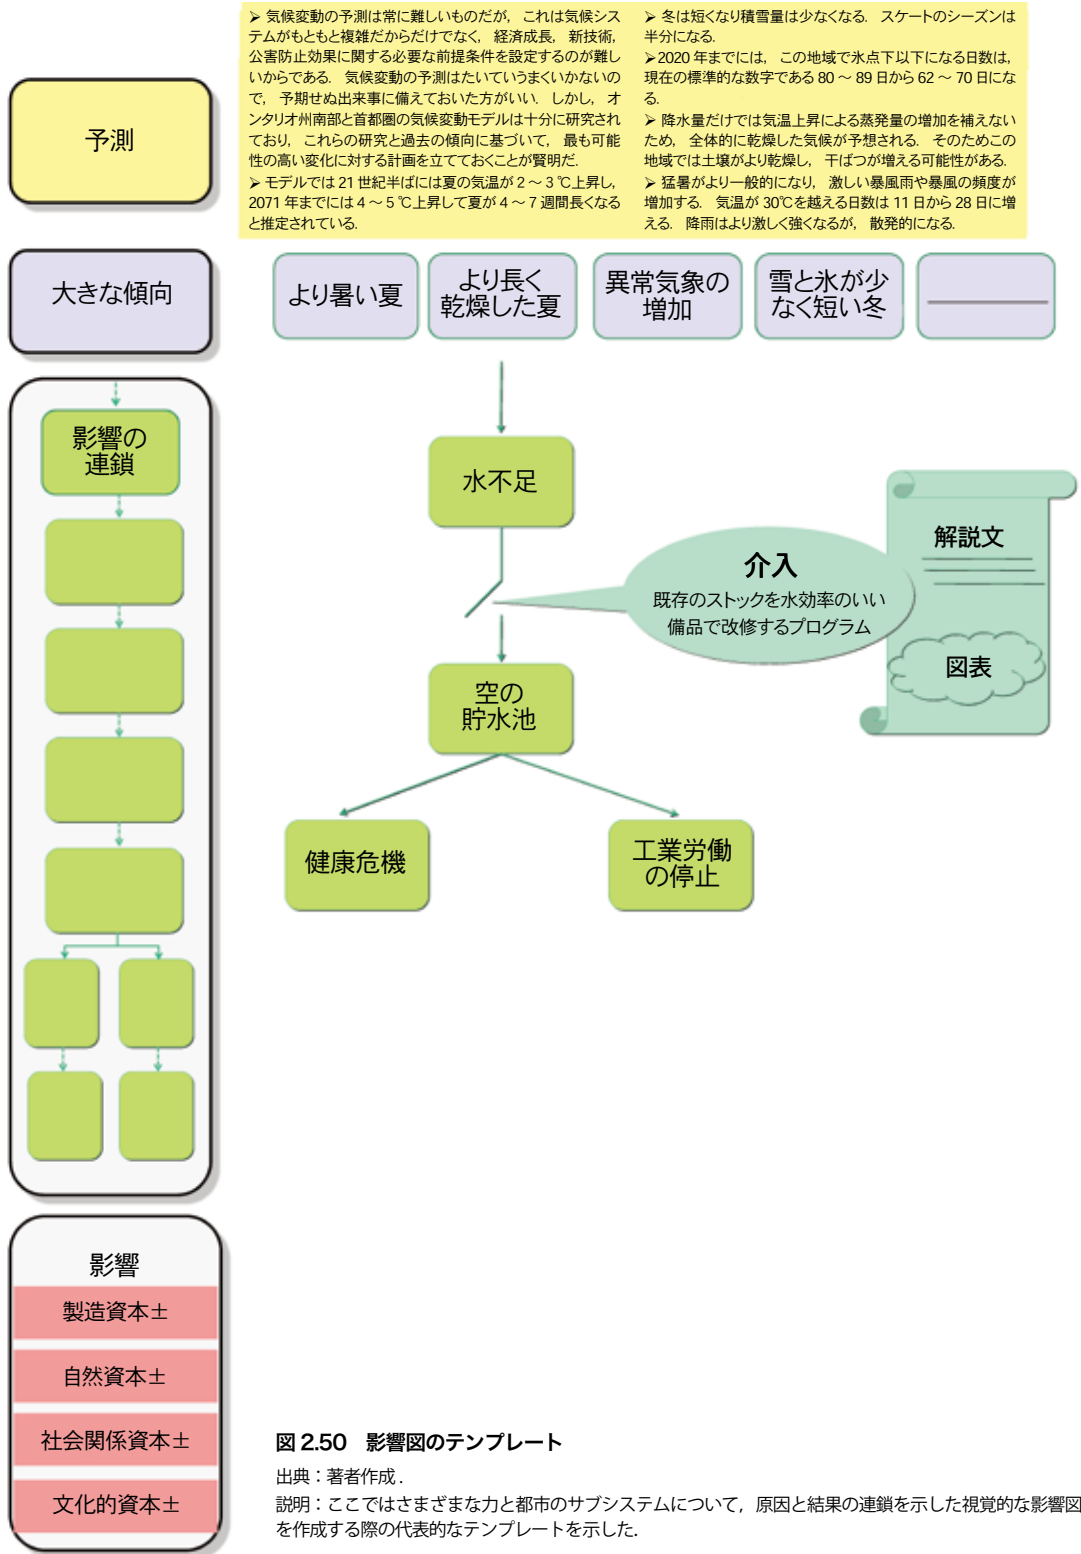 ➢ 気候変動の予測は常に難しいものだが，これは気候シス
テムがもともと複雑だからだけでなく，経済成長，新技術，
公害防止効果に関する必要な前提条件を設定するのが難し
いからである．気候変動の予測はたいていうまくいかないの
で，予期せぬ出来事に備えておいた方がいい．しかし，オ
ンタリオ州南部と首都圏の気候変動モデルは十分に研究され
ており，これらの研究と過去の傾向に基づいて，最も可能
性の高い変化に対する計画を立てておくことが賢明だ．
➢ モデルでは 21 世紀半ばには夏の気温が 2 ～ 3 ℃上昇し，
2071 年までには 4 ～ 5 ℃上昇して夏が 4 ～ 7 週間長くなる
と推定されている．
➢ 冬は短くなり積雪量は少なくなる．スケートのシーズンは
半分になる．
➢2020 年までには，この地域で氷点下以下になる日数は，
現在の標準的な数字である 80 ～ 89 日から 62 ～ 70 日にな
る．
➢ 降水量だけでは気温上昇による蒸発量の増加を補えない
ため，全体的に乾燥した気候が予想される．そのためこの
地域では土壌がより乾燥し，干ばつが増える可能性がある．
➢ 猛暑がより一般的になり，激しい暴風雨や暴風の頻度が
増加する．気温が 30℃を越える日数は 11 日から 28 日に増
える．降雨はより激しく強くなるが，散発的になる．
予測
大きな傾向
より暑い夏
より長く
乾燥した夏
異常気象の
増加
雪と氷が少
なく短い冬
影響の
連鎖
水不足
介入
既存のストックを水効率のいい
備品で改修するプログラム
解説文
図表
空の
貯水池
健康危機
工業労働
の停止
影響
製造資本±
自然資本±
社会関係資本±
文化的資本±
図 2.50　影響図のテンプレート
出典：著者作成．
説明：ここではさまざまな力と都市のサブシステムについて，原因と結果の連鎖を示した視覚的な影響図
を作成する際の代表的なテンプレートを示した．